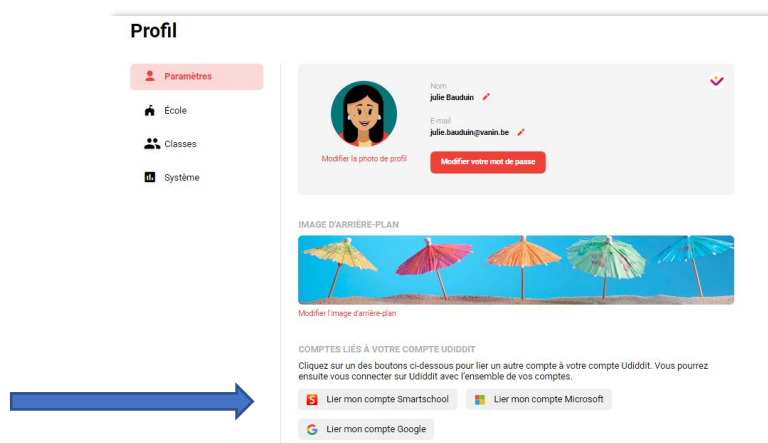 Profil
Paramètres
École
Classes
Système
Nom
julie Bauduin
E-mail
julie.bauduin@vanin.be
Modifier la photo de profil
Modifier votre mot de passe
IMAGE D'ARRIÈRE-PLAN
Modifier l'image d'arrière-plan
COMPTES LIÉS À VOTRE COMPTE UDIDDIT
Cliquez sur un des boutons ci-dessous pour lier un autre compte à votre compte Udiddit. Vous pourrez
ensuite vous connecter sur Udiddit avec l'ensemble de vos comptes.
S Lier mon compte Smartschool
Lier mon compte Microsoft
G Lier mon compte Google